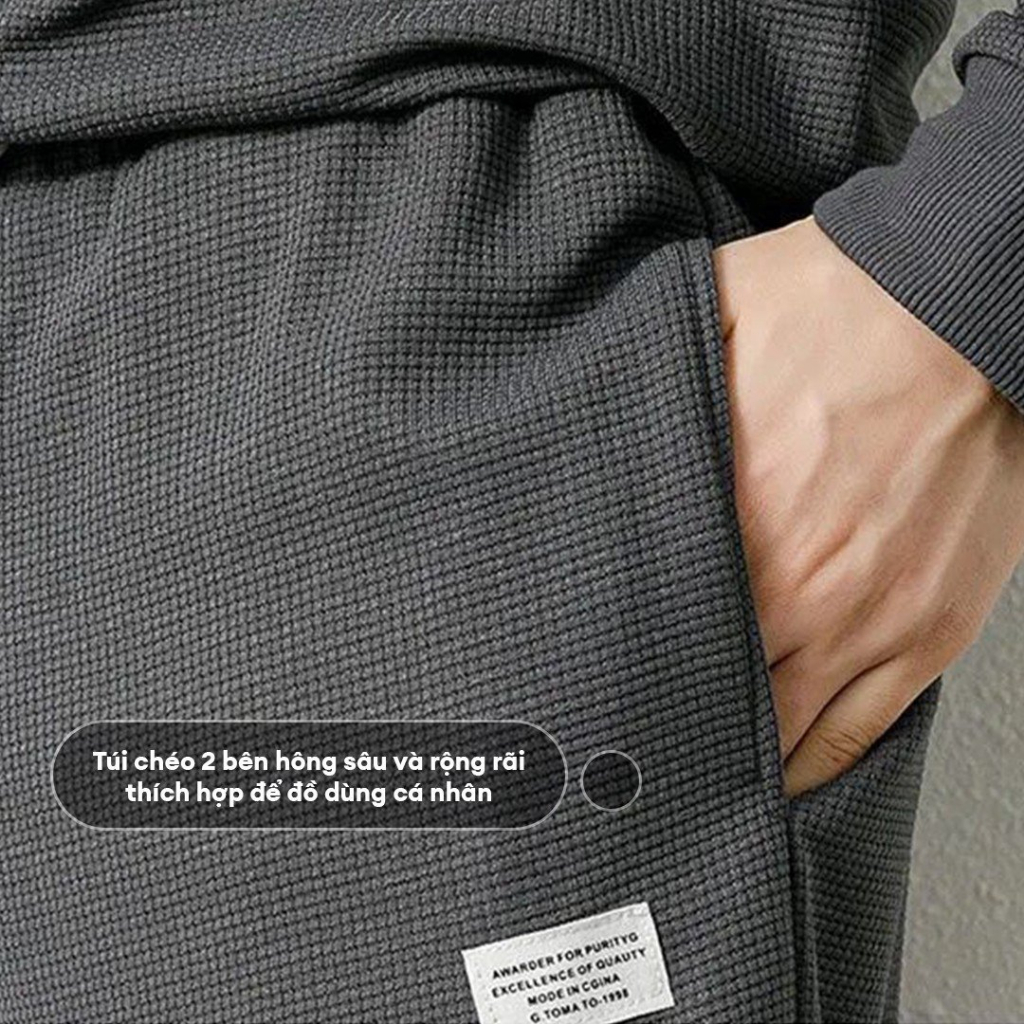 Túi chéo 2 bên hông sâu và rộng rãi
thích hợp để đồ dùng cá nhân
AWARDER FOR PURITYG
EXCELLENCE OF QUAUTY
MODE IN CGINA
G.TOMA TO-1998